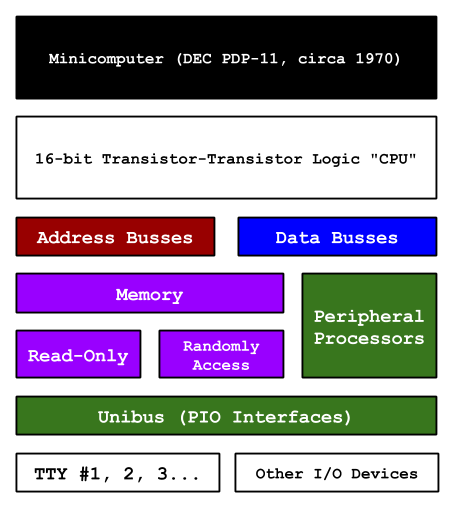 Minicomputer (DEC PDP-11, circa 1970)
16-bit Transistor-Transistor Logic "CPU"
Address Busses
Data Busses
Memory
Peripheral
Processors
Read-Only
Randomly
Access
Unibus (PIO Interfaces)
TTY #1, 2, 3...
Other I/O Devices